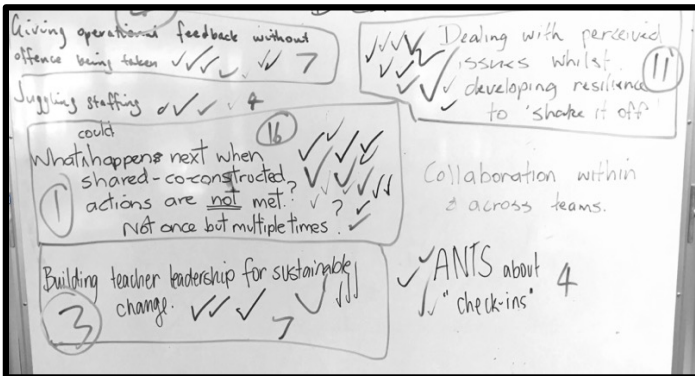 Giving operational feedback without
offence being taken 7
Juggling staffing 4
could
16
What happens next when
shared-co-constructed
actions are not met?
Not once but multiple times.
1
Building teacher leadership for sustainable
change.
7
3
Dealing with perceived
issues whilst
developing resilience
to 'shake it off'
11
Collaboration within
& across teams.
ANTS about
"check-ins"
4